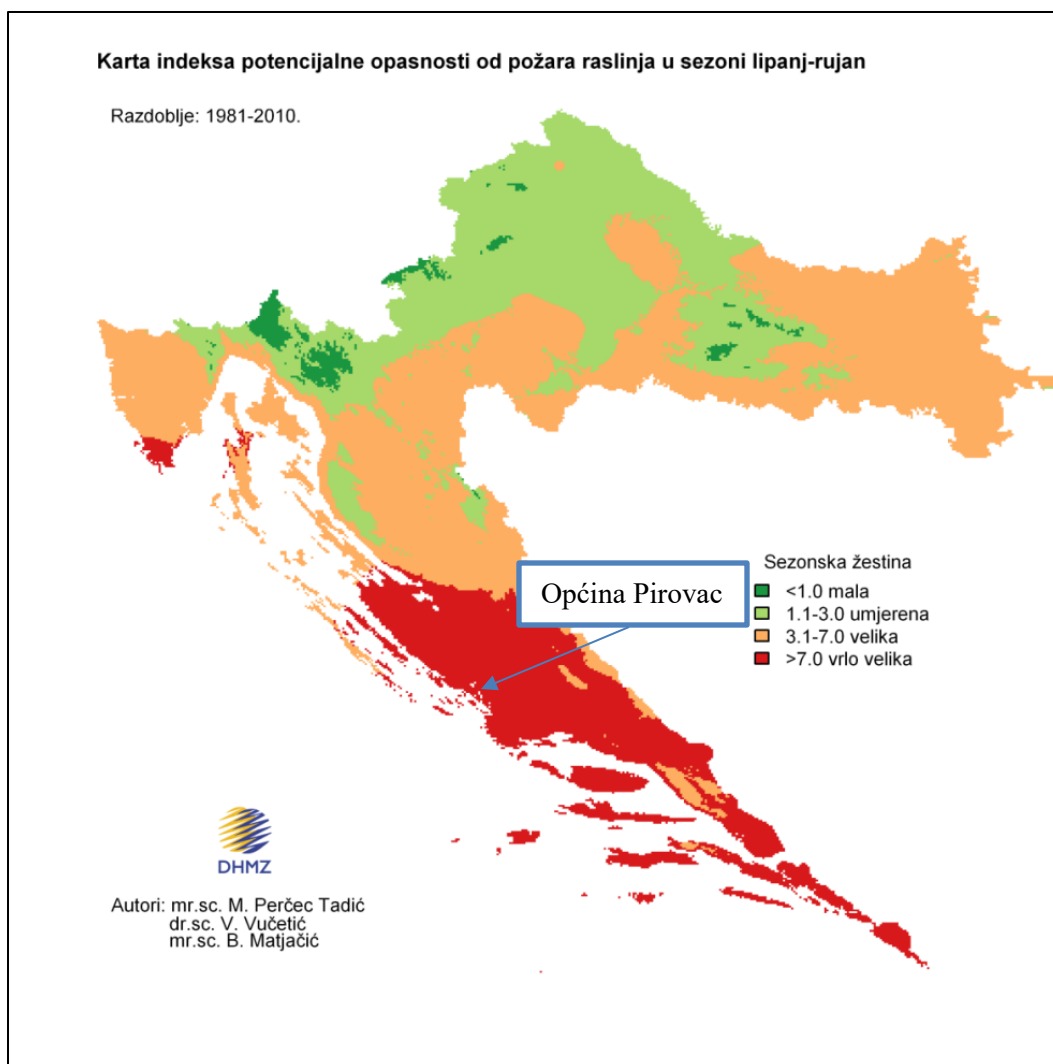 Karta indeksa potencijalne opasnosti od požara raslinja u sezoni lipanj-rujan
Razdoblje: 1981-2010.
Općina Pirovac
Sezonska žestina
<1.0 mala
1.1-3.0 umjerena
3.1-7.0 velika
>7.0 vrlo velika
DHMZ
Autori: mr.sc. M. Perčec Tadić
dr.sc. V. Vučetić
mr.sc. B. Matjačić